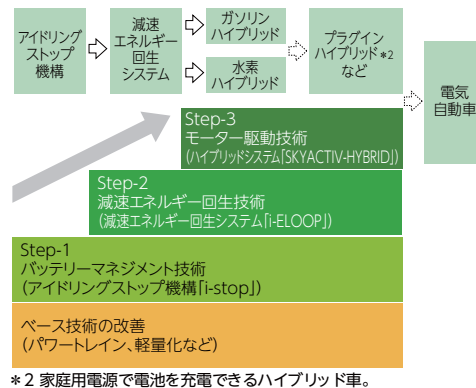 アイドリング
ストップ
機構
減速
エネルギー
回生
システム
ガソリン
ハイブリッド
水素
ハイブリッド
プラグイン
ハイブリッド*2
など
電気
自動車
Step-3
モーター駆動技術
(ハイブリッドシステム「SKYACTIV-HYBRID」)
Step-2
減速エネルギー回生技術
(減速エネルギー回生システム「i-ELOOP」)
Step-1
バッテリーマネジメント技術
(アイドリングストップ機構「i-stop」)
ベース技術の改善
(パワートレイン、軽量化など)
*2 家庭用電源で電池を充電できるハイブリッド車。